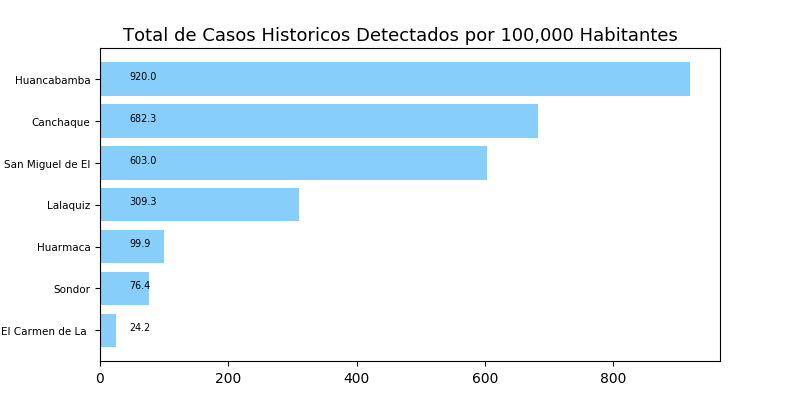 Total de Casos Historicos Detectados por 100,000 Habitantes
Huancabamba 920.0
Canchaque 682.3
San Miguel de El 603.0
Lalaquiz 309.3
Huarmaca 99.9
Sondor 76.4
El Carmen de La 24.2
0 200 400 600 800